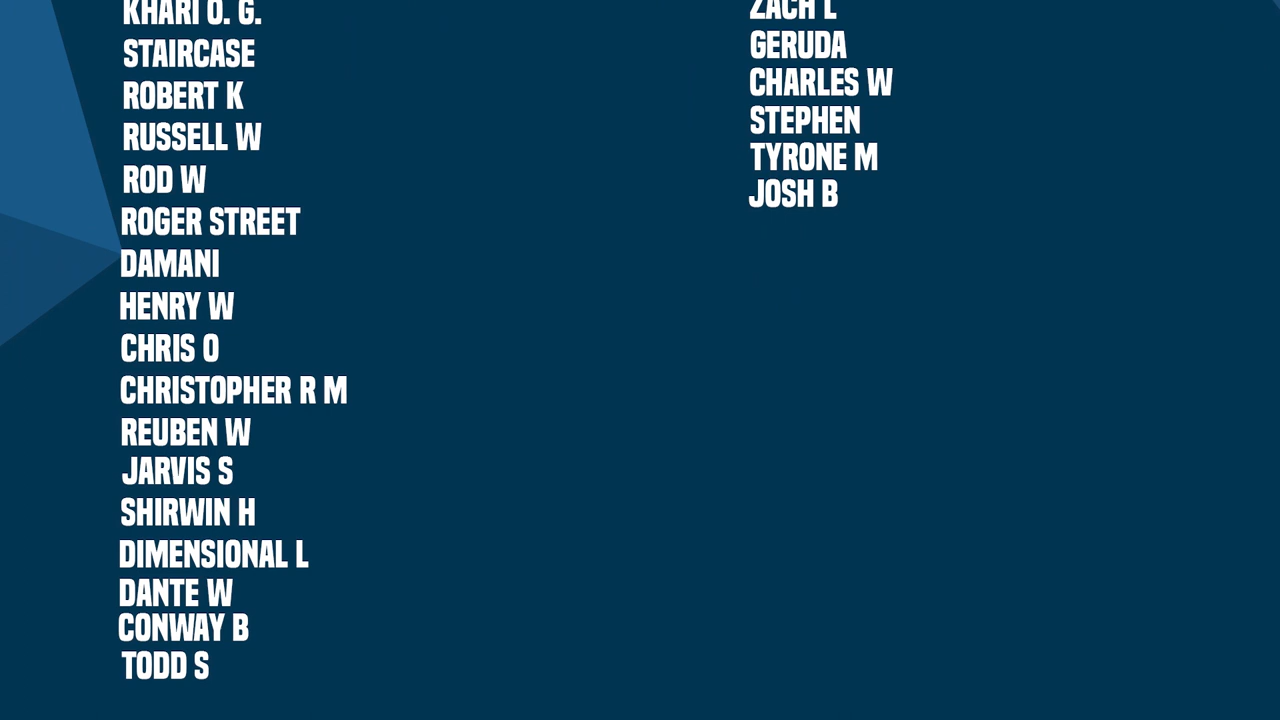 KHARI O. G.
STAIRCASE
ROBERT K
RUSSELL W
ROD W
ROGER STREET
DAMANI
HENRY W
CHRIS O
CHRISTOPHER R M
REUBEN W
JARVIS S
SHIRWIN H
DIMENSIONAL L
DANTE W
CONWAY B
TODD S
ZACH L
GERUDA
CHARLES W
STEPHEN
TYRONE M
JOSH B